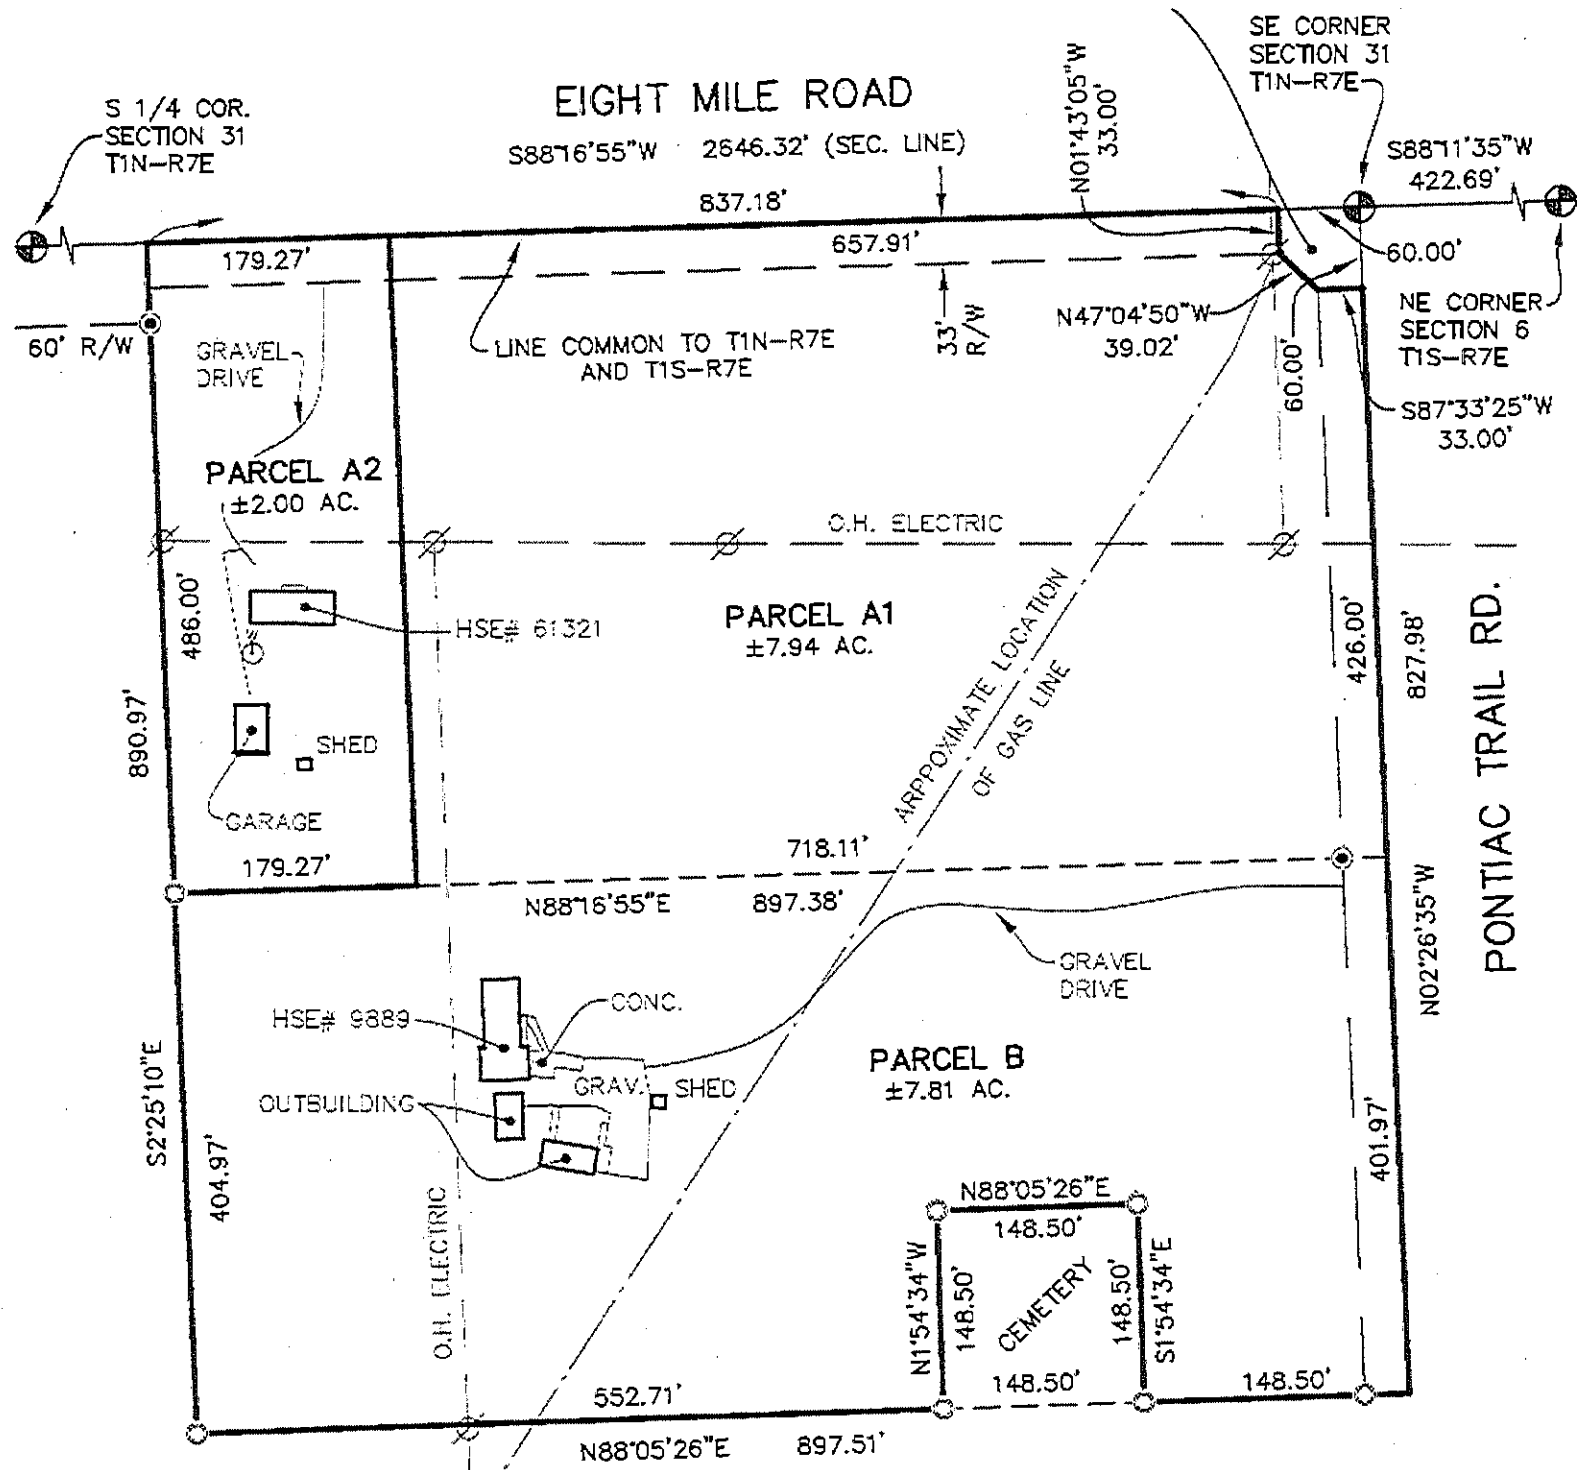 SE CORNER
SECTION 31
T1N-R7E
S 1/4 COR.
SECTION 31
T1N-R7E
EIGHT MILE ROAD
S88°16'55"W 2646.32' (SEC. LINE)
N01°43'05"W
33.00'
S88°11'35"W
422.69'
837.18'
179.27'
657.91'
60.00'
60' R/W
GRAVEL
DRIVE
LINE COMMON TO T1N-R7E
AND T1S-R7E
33'
R/W
N47°04'50"W
39.02'
60.00'
NE CORNER
SECTION 6
T1S-R7E
S87°33'25"W
33.00'
PARCEL A2
±2.00 AC.
O.H. ELECTRIC
486.00'
HSE# 61321
PARCEL A1
±7.94 AC.
ARPPOXIMATE LOCATION
OF GAS LINE
426.00'
827.98'
PONTIAC TRAIL RD.
890.97'
SHED
GARAGE
179.27'
718.11'
N88°16'55"E 897.38'
N02°26'35"W
GRAVEL
DRIVE
HSE# 9889
CONC.
PARCEL B
±7.81 AC.
GRAV.
SHED
OUTBUILDING
S2°25'10"E
404.97'
401.97'
O.H. ELECTRIC
N88°05'26"E
148.50'
N1°54'34"W
148.50'
CEMETERY
148.50'
S1°54'34"E
552.71'
148.50'
148.50'
N88°05'26"E 897.51'